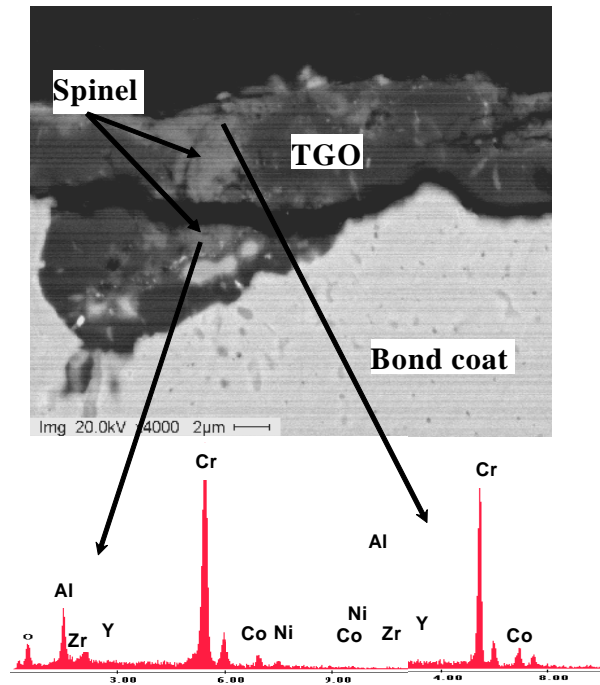 Spinel
TGO
Bond coat
Img 20.0kV x4000 2µm
Cr
Cr
Al
Al
O
Zr
Y
Co
Ni
Ni
Co
Zr
Y
Co
3.00
6.00
9.00
4.00
8.00